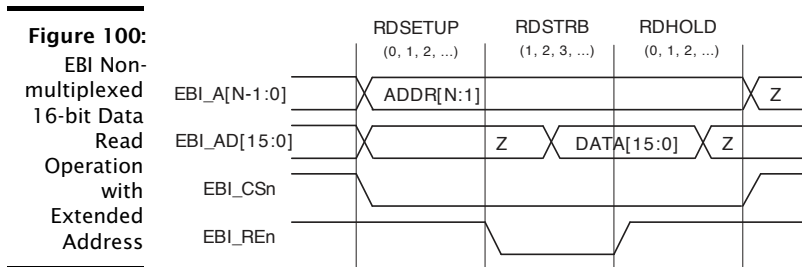 Figure 100:
EBI Non-
multiplexed
16-bit Data
Read
Operation
with
Extended
Address
RDSETUP RDSTRB RDHOLD
(0, 1, 2, ...) (1, 2, 3, ...) (0, 1, 2, ...)
EBI_A[N-1:0] ADDR[N:1] Z
EBI_AD[15:0] Z DATA[15:0] Z
EBI_CSn
EBI_REn